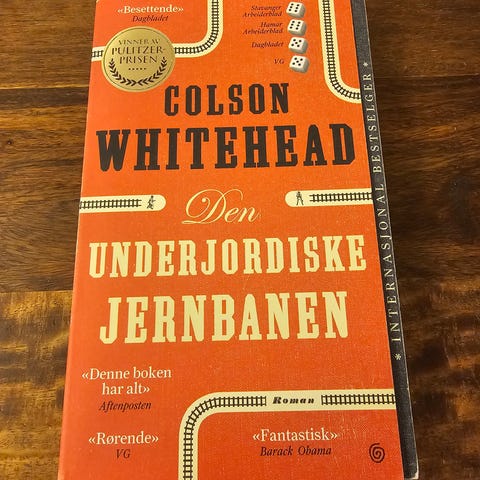 «Besettende»
Dagbladet
Stavanger
Arbeiderblad
Hamar
Arbeiderblad
Dagbladet
VG
VINNER AV
PULITZER-
PRISEN
COLSON
WHITEHEAD
Den
UNDERJORDISKE
JERNBANEN
«Denne boken
har alt»
Aftenposten
Roman
«Rørende»
VG
«Fantastisk»
Barack Obama
* INTERNASJONAL BESTSELGER *